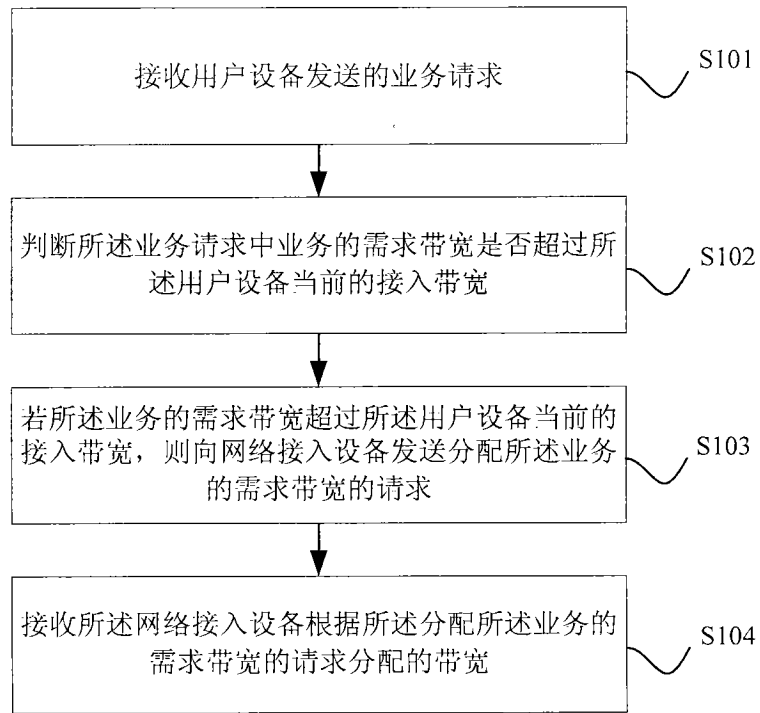 接收用户设备发送的业务请求
S101
判断所述业务请求中业务的需求带宽是否超过所
述用户设备当前的接入带宽
S102
若所述业务的需求带宽超过所述用户设备当前的
接入带宽，则向网络接入设备发送分配所述业务
的需求带宽的请求
S103
接收所述网络接入设备根据所述分配所述业务的
需求带宽的请求分配的带宽
S104